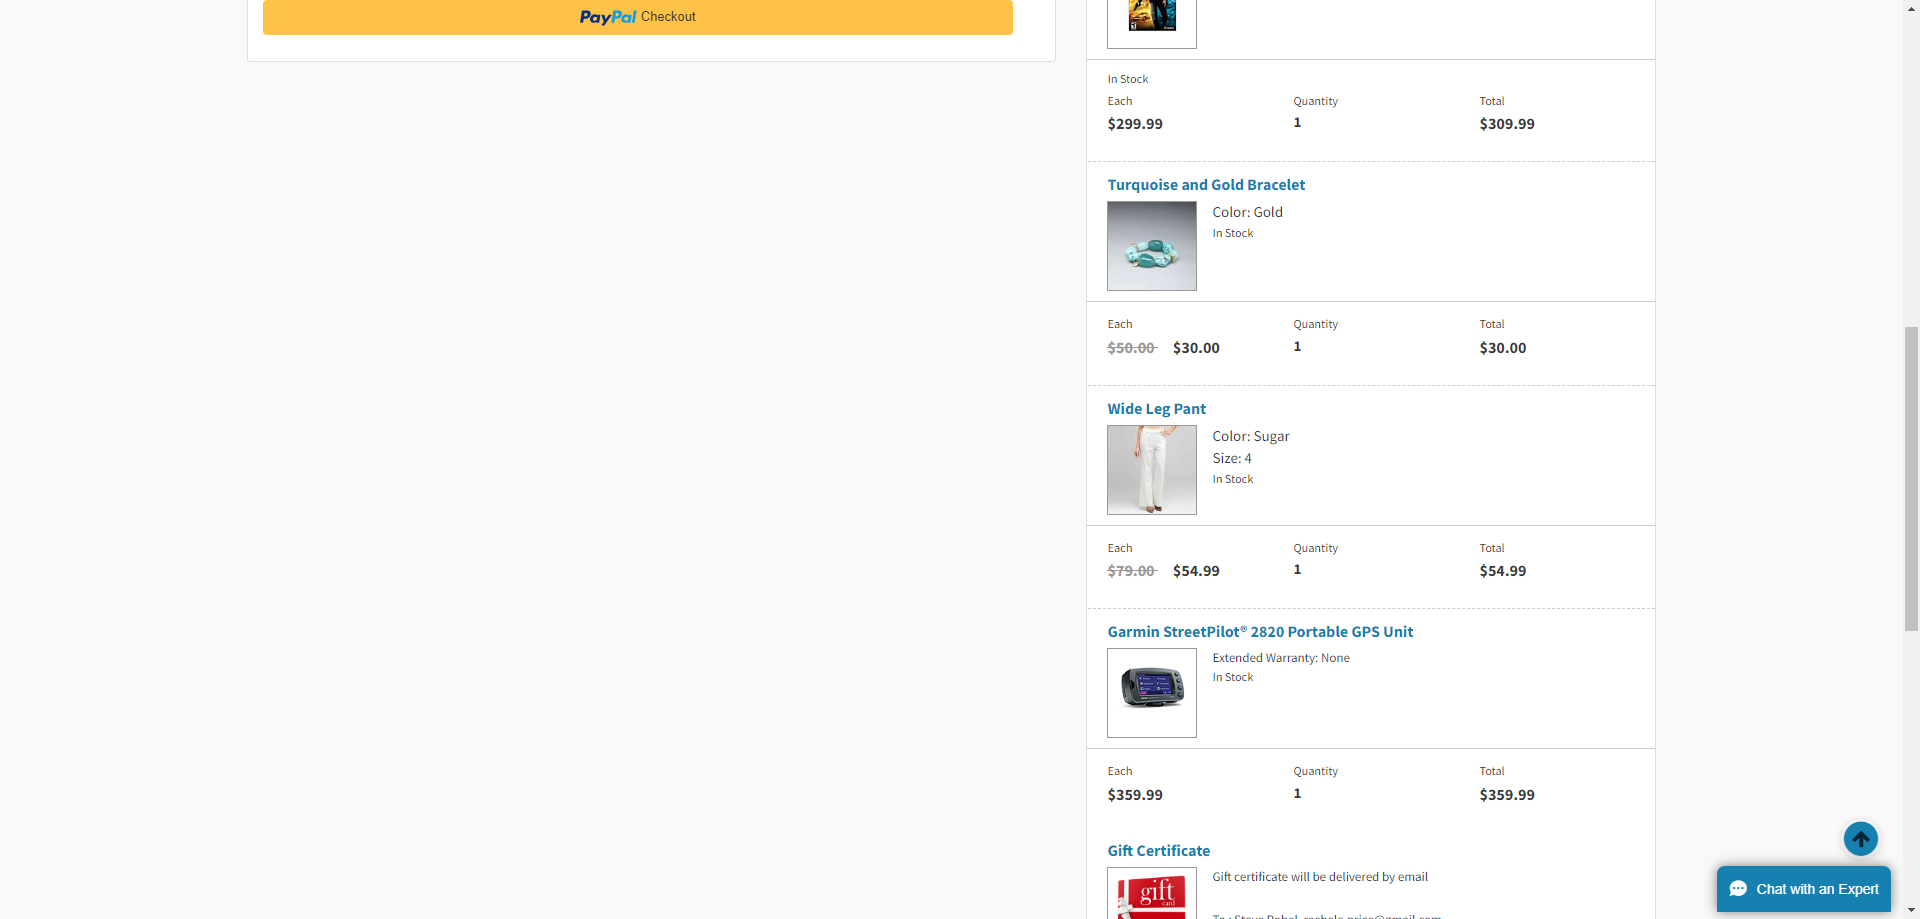 PayPal Checkout
In Stock
Each
Quantity
Total
$299.99
1
$309.99
Turquoise and Gold Bracelet
Color: Gold
In Stock
Each
Quantity
Total
$50.00 $30.00
1
$30.00
Wide Leg Pant
Color: Sugar
Size: 4
In Stock
Each
Quantity
Total
$79.00 $54.99
1
$54.99
Garmin StreetPilot® 2820 Portable GPS Unit
Extended Warranty: None
In Stock
Each
Quantity
Total
$359.99
1
$359.99
Gift Certificate
Gift certificate will be delivered by email
gift
card
Chat with an Expert